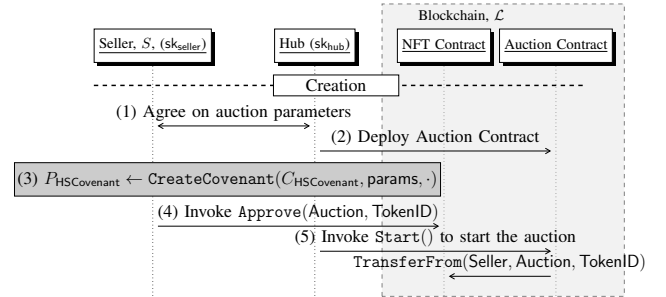 Blockchain, ℒ
Seller, S, (sk_seller)
Hub (sk_hub)
NFT Contract
Auction Contract
Creation
(1) Agree on auction parameters
(2) Deploy Auction Contract
(3) P_HSCovenant ← CreateCovenant(C_HSCovenant, params, ·)
(4) Invoke Approve(Auction, TokenID)
(5) Invoke Start() to start the auction
TransferFrom(Seller, Auction, TokenID)